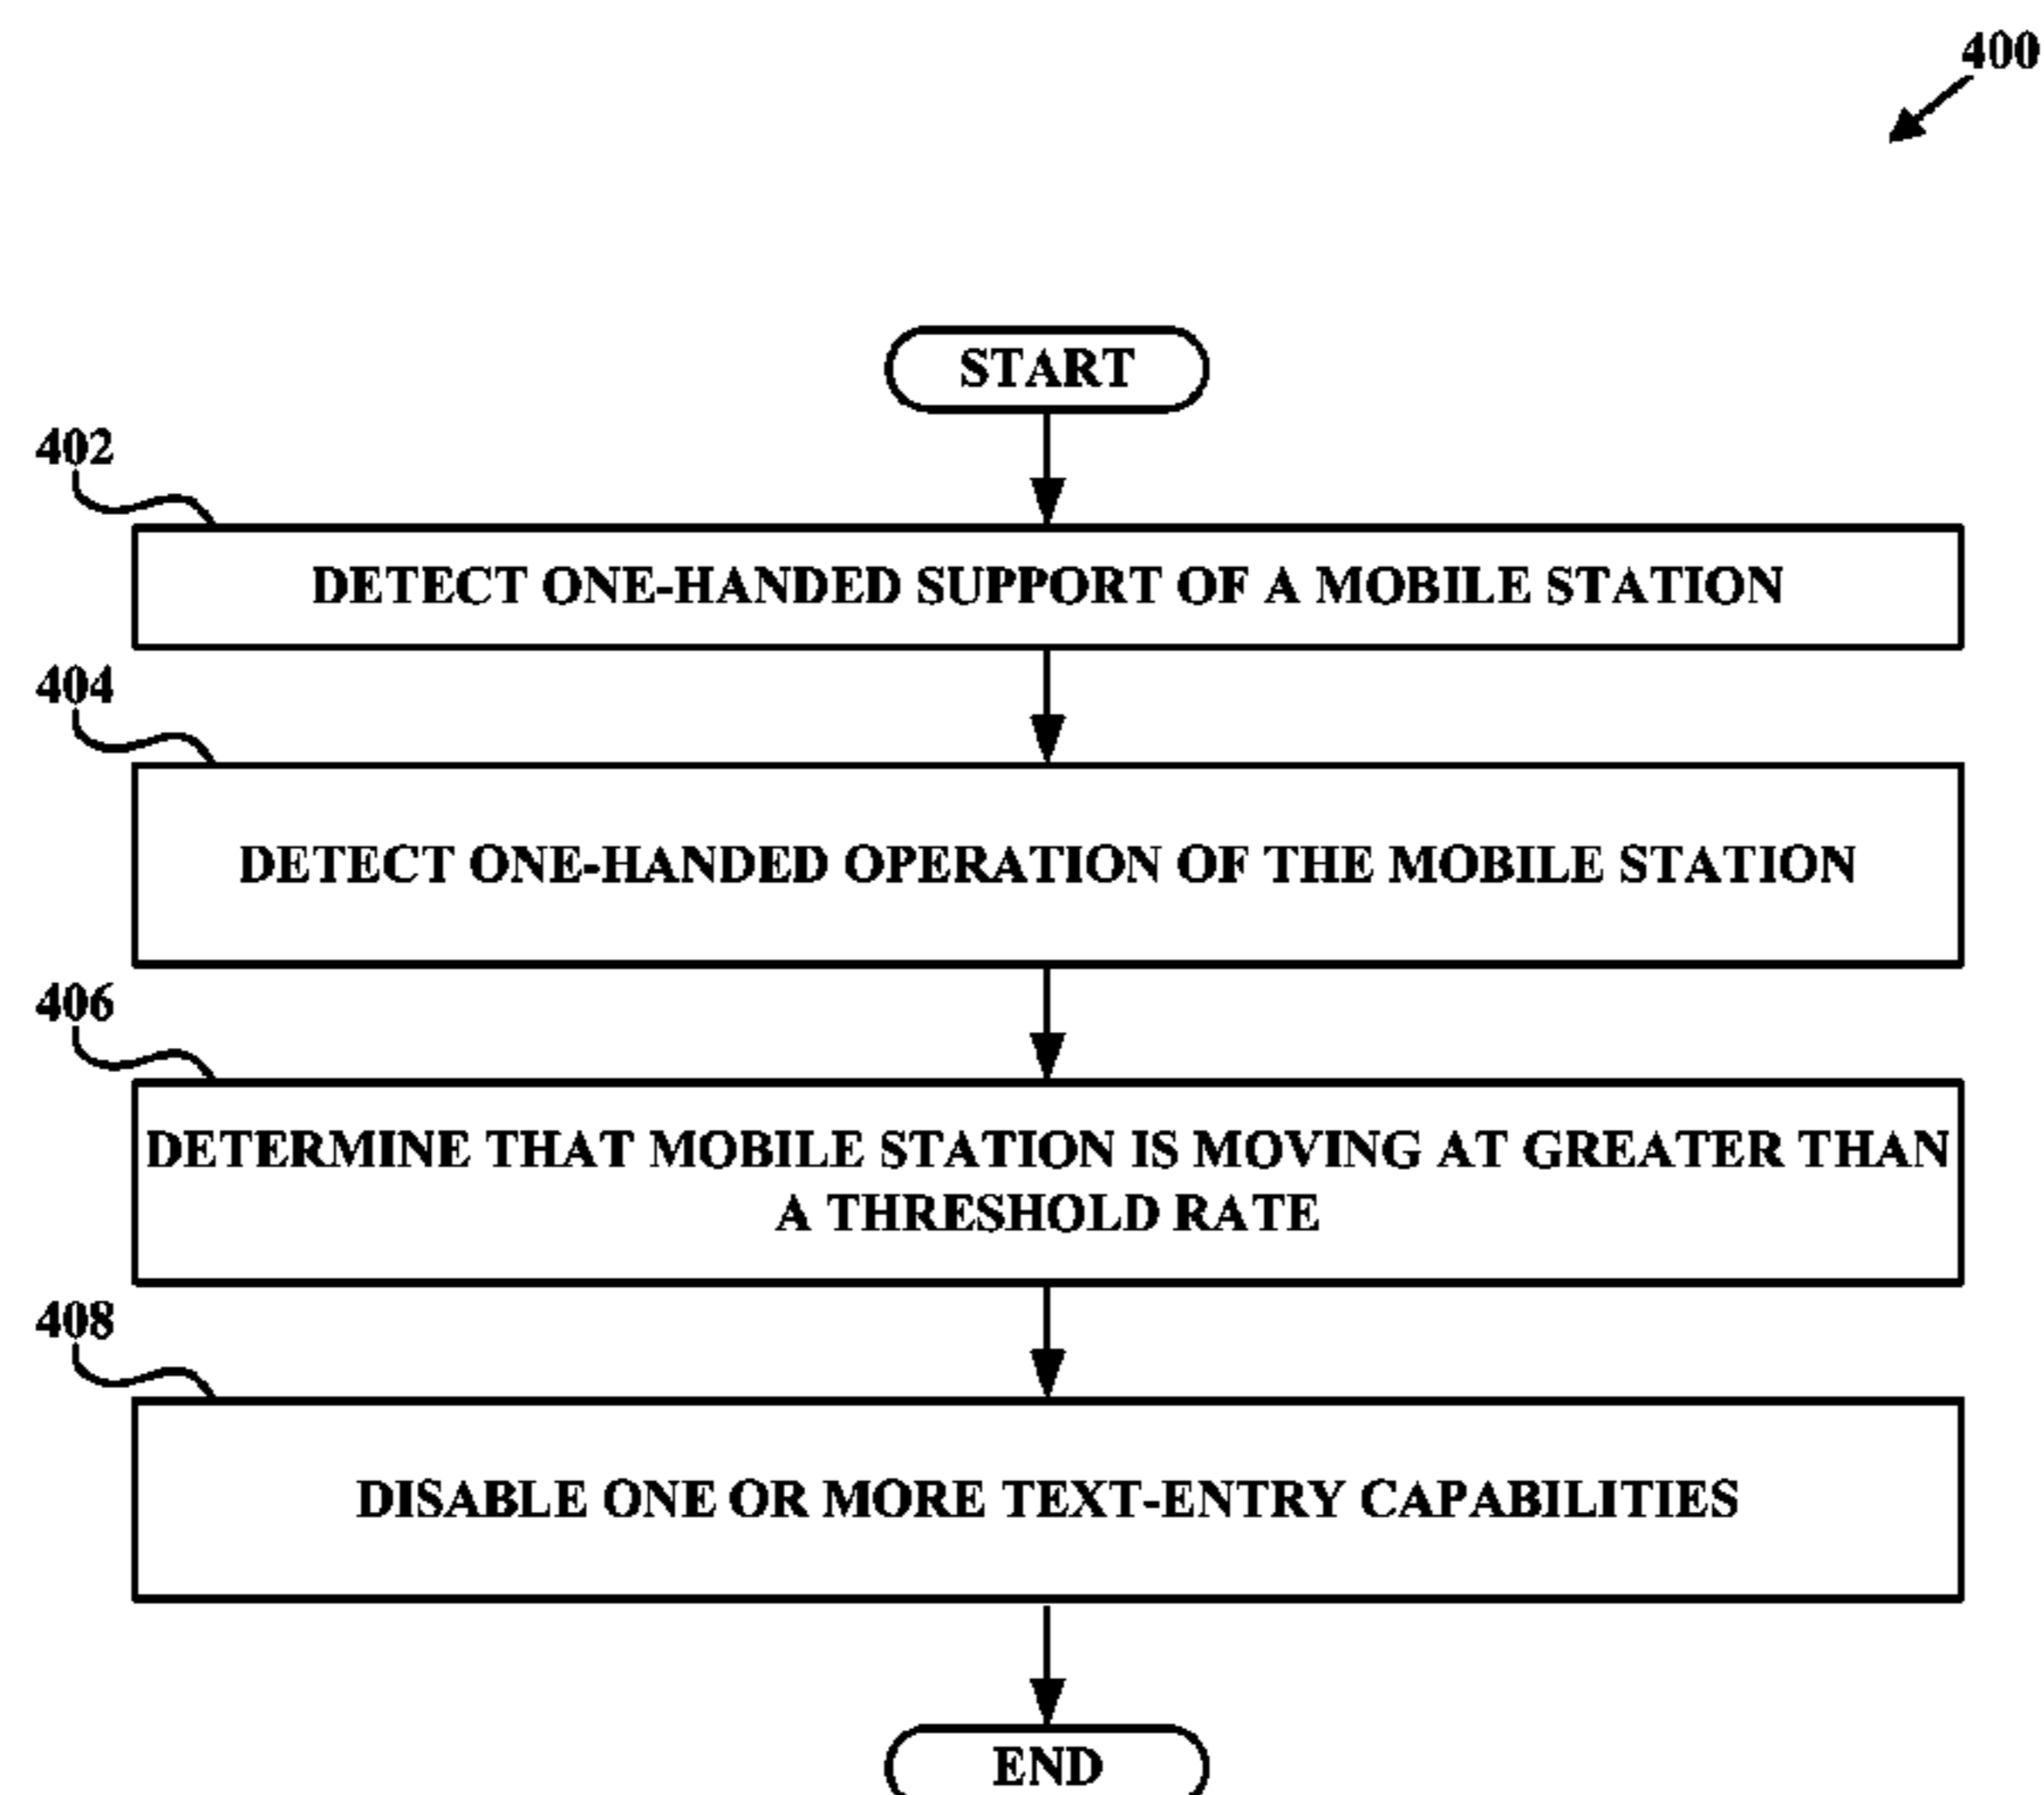 400
START
402
DETECT ONE-HANDED SUPPORT OF A MOBILE STATION
404
DETECT ONE-HANDED OPERATION OF THE MOBILE STATION
406
DETERMINE THAT MOBILE STATION IS MOVING AT GREATER THAN
A THRESHOLD RATE
408
DISABLE ONE OR MORE TEXT-ENTRY CAPABILITIES
END